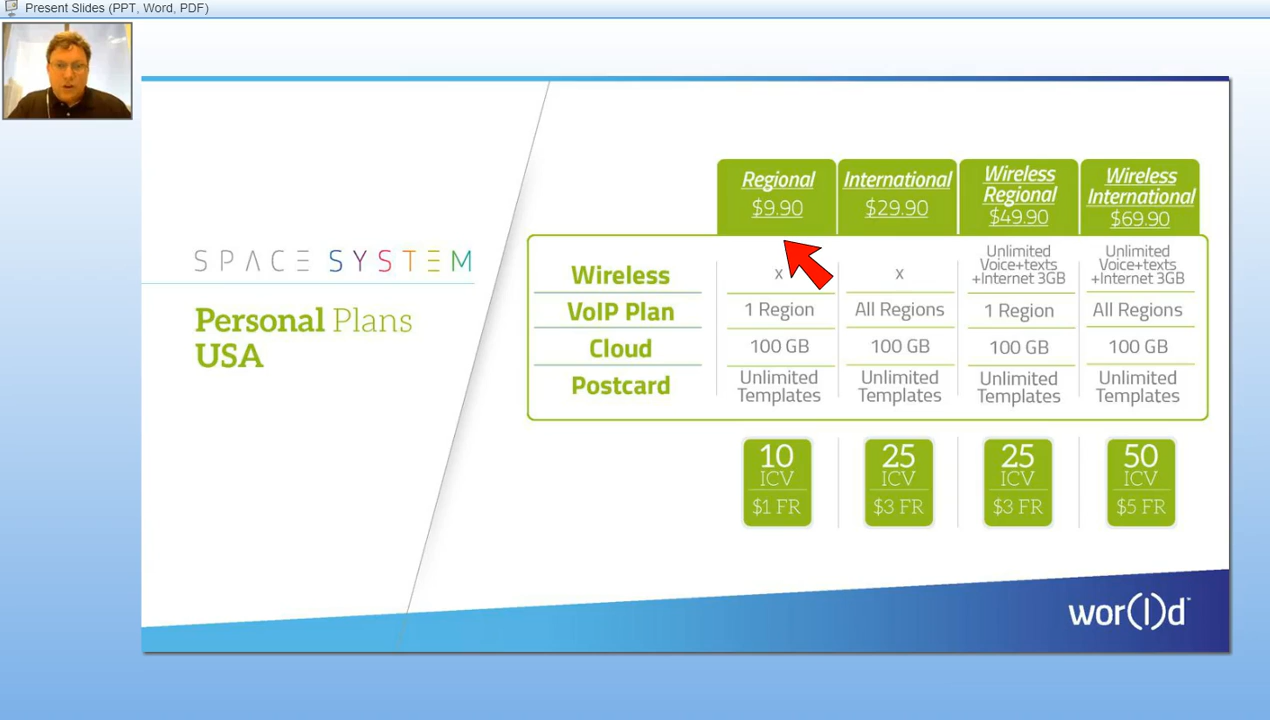 Present Slides (PPT, Word, PDF)
SPACE SYSTEM
Personal Plans
USA
Regional
$9.90
International
$29.90
Wireless
Regional
$49.90
Wireless
International
$69.90
Wireless
x
x
Unlimited
Voice+texts
+Internet 3GB
Unlimited
Voice+texts
+Internet 3GB
VoIP Plan
1 Region
All Regions
1 Region
All Regions
Cloud
100 GB
100 GB
100 GB
100 GB
Postcard
Unlimited
Templates
Unlimited
Templates
Unlimited
Templates
Unlimited
Templates
10
ICV
$1 FR
25
ICV
$3 FR
25
ICV
$3 FR
50
ICV
$5 FR
wor(l)d™